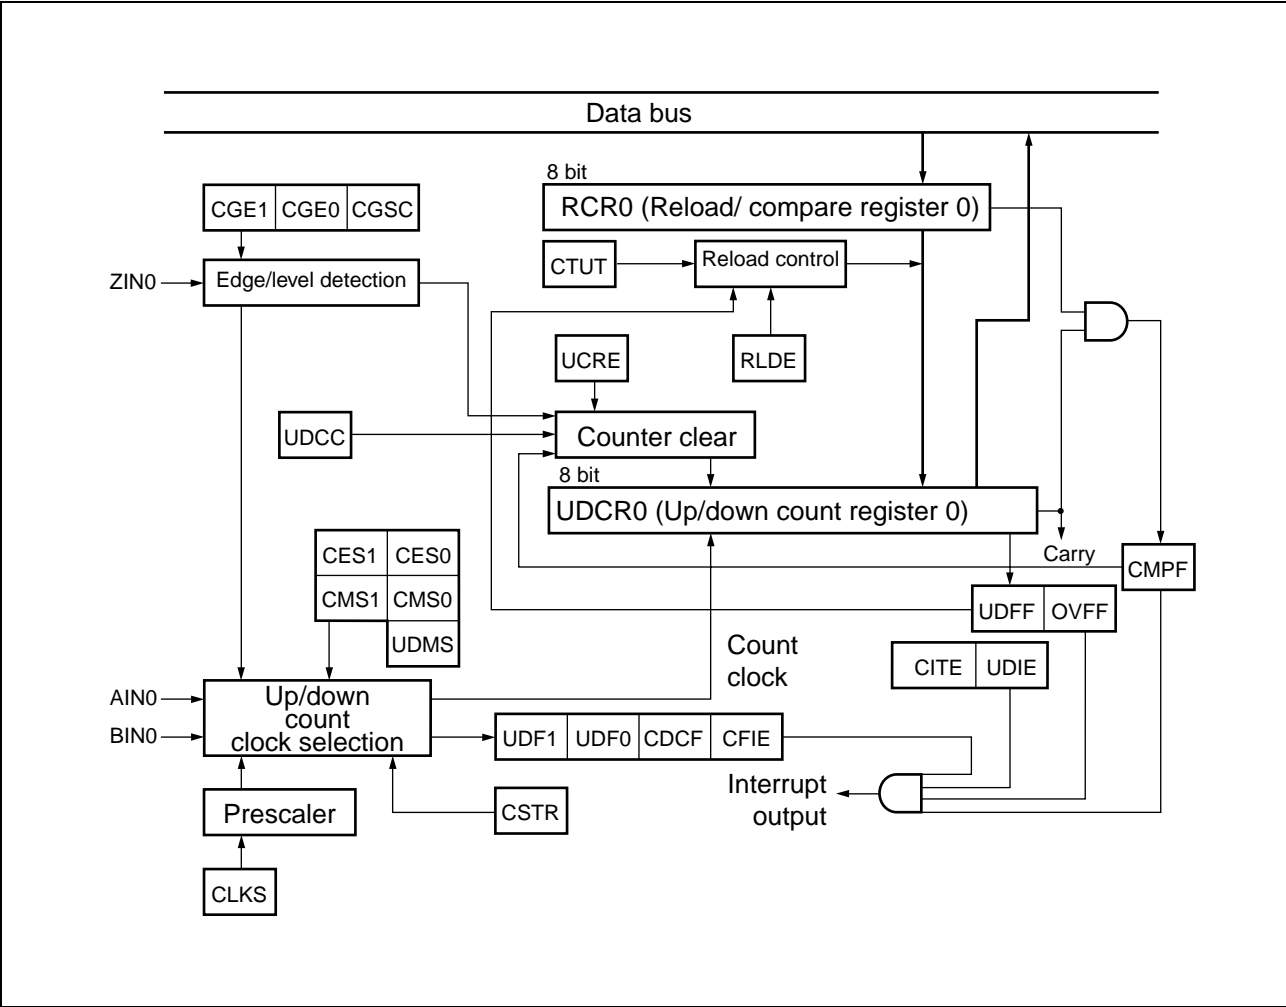 Data bus
8 bit
RCR0 (Reload/ compare register 0)
CGE1 CGE0 CGSC
CTUT
Reload control
ZIN0
Edge/level detection
UCRE
RLDE
UDCC
Counter clear
8 bit
UDCR0 (Up/down count register 0)
CES1 CES0
CMS1 CMS0
UDMS
Carry
CMPF
UDFF OVFF
Count
clock
CITE UDIE
AIN0
BIN0
Up/down
count
clock selection
UDF1 UDF0 CDCF CFIE
Interrupt
output
Prescaler
CSTR
CLKS